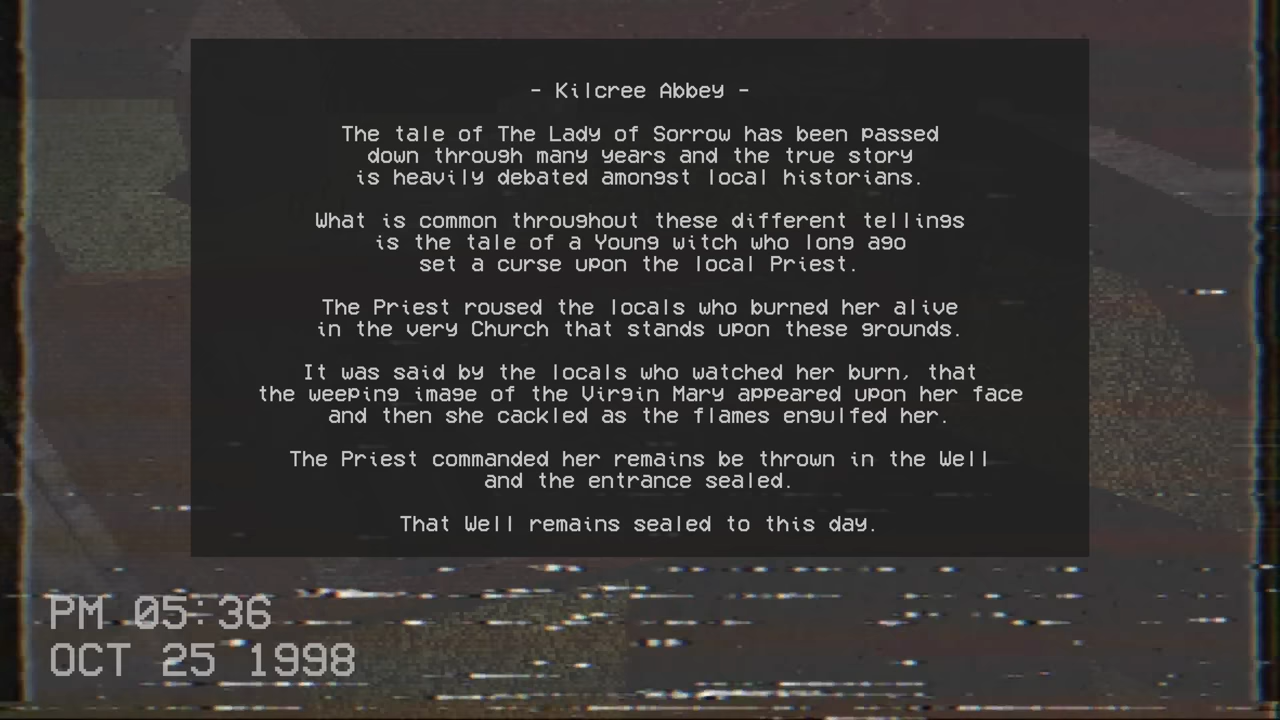 - Kilcree Abbey -
The tale of The Lady of Sorrow has been passed
down through many years and the true story
is heavily debated amongst local historians.
What is common throughout these different tellings
is the tale of a Young witch who long ago
set a curse upon the local Priest.
The Priest roused the locals who burned her alive
in the very Church that stands upon these grounds.
It was said by the locals who watched her burn, that
the weeping image of the Virgin Mary appeared upon her face
and then she cackled as the flames engulfed her.
The Priest commanded her remains be thrown in the Well
and the entrance sealed.
That Well remains sealed to this day.
PM 05:36
OCT 25 1998